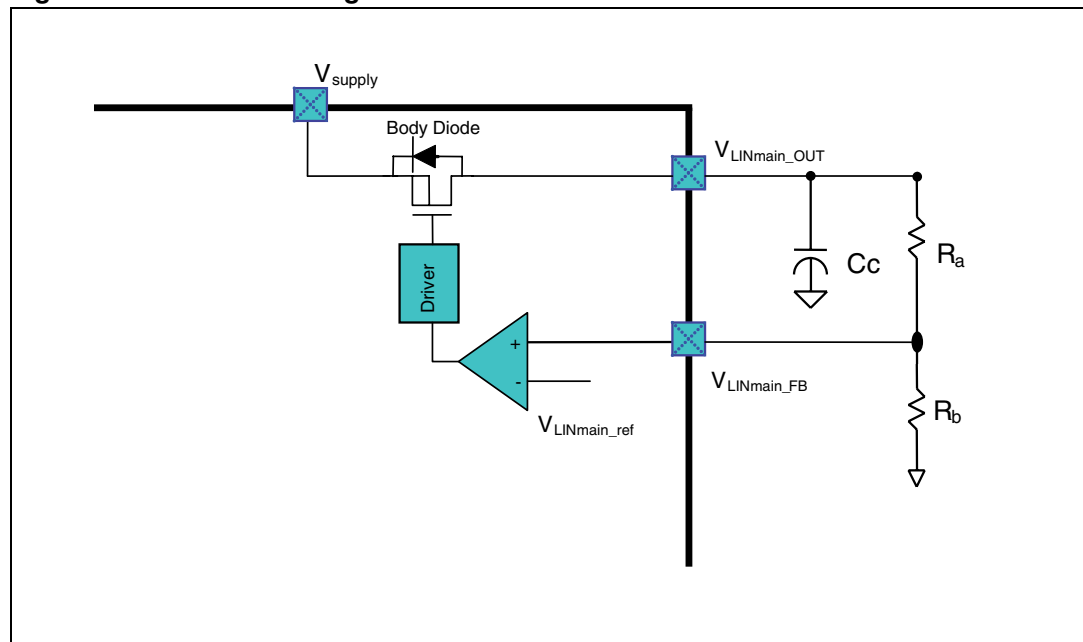 V_supply
Body Diode
V_LINmain_OUT
Driver
Cc
R_a
+
-
V_LINmain_FB
V_LINmain_ref
R_b